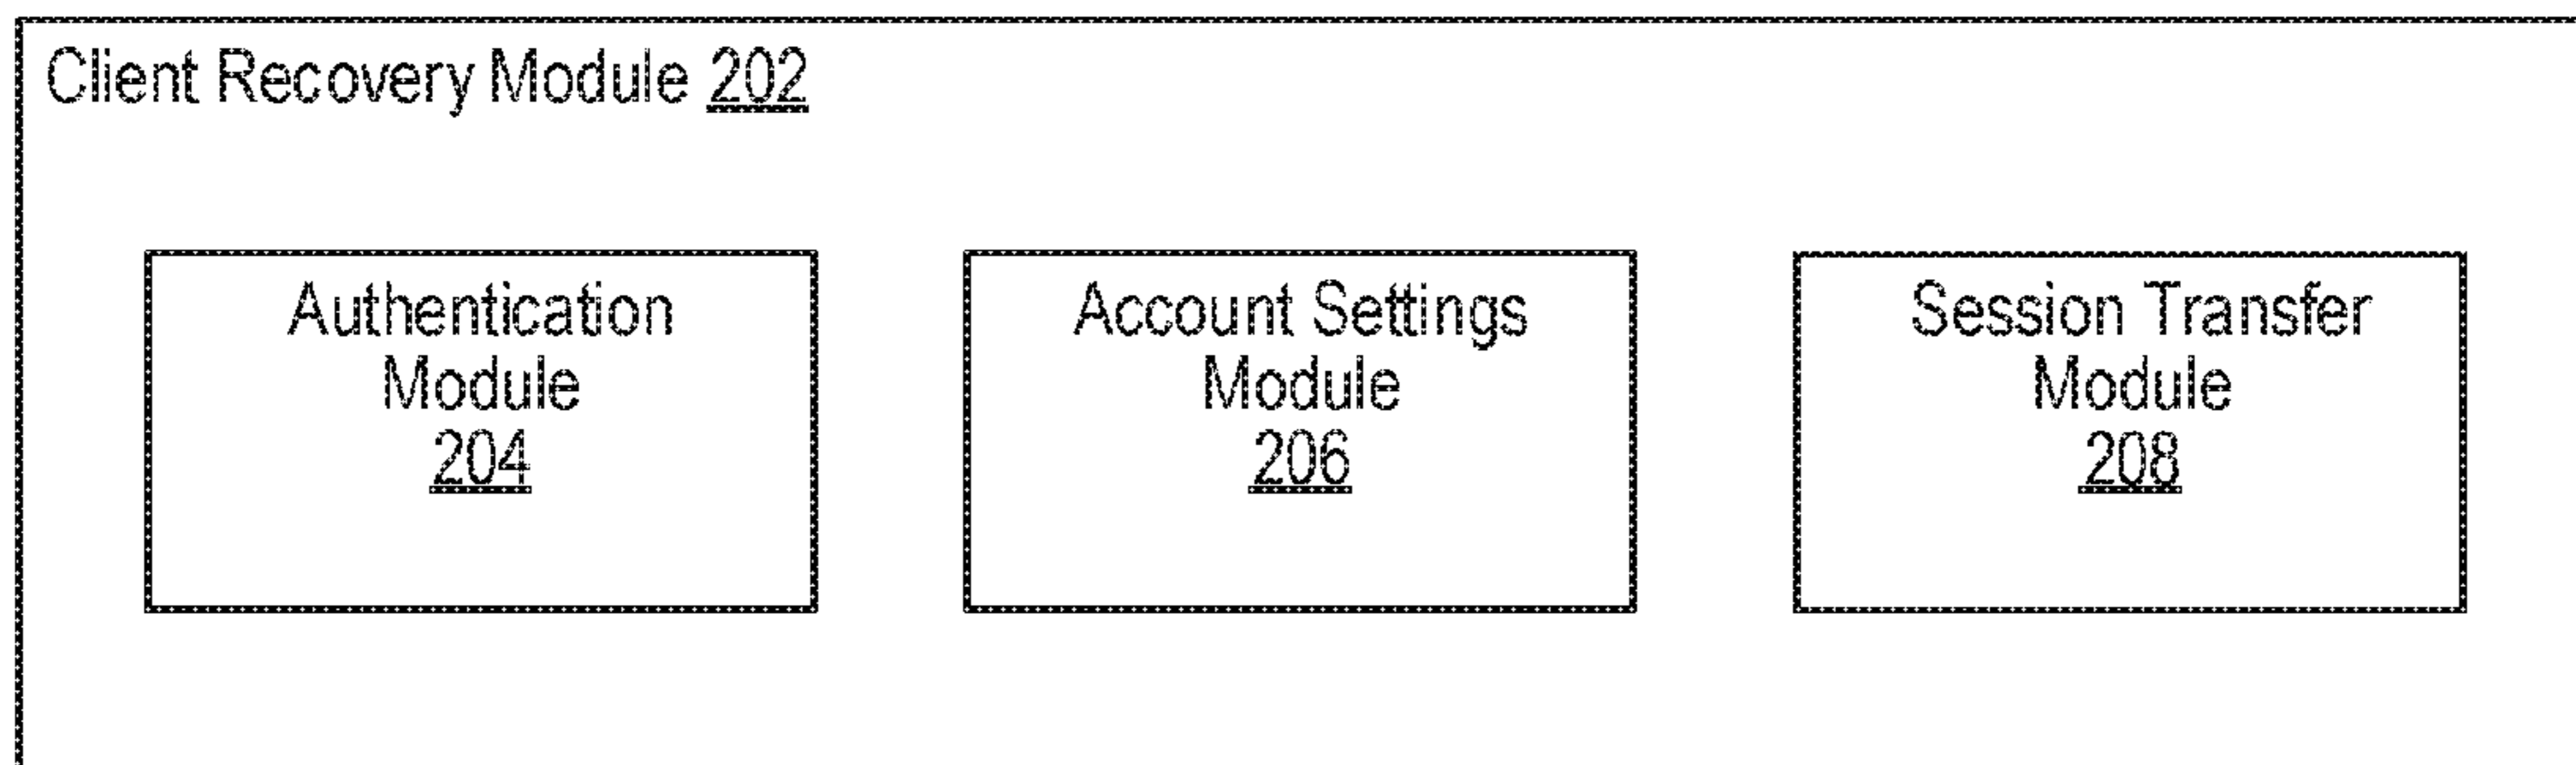 Client Recovery Module 202
Authentication
Module
204
Account Settings
Module
206
Session Transfer
Module
208